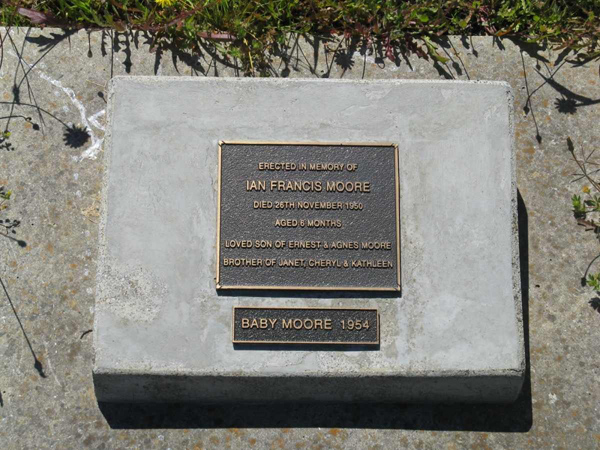 ERECTED IN MEMORY OF
IAN FRANCIS MOORE
DIED 26TH NOVEMBER 1950
AGED 6 MONTHS
LOVED SON OF ERNEST & AGNES MOORE
BROTHER OF JANET, CHERYL & KATHLEEN
BABY MOORE 1954